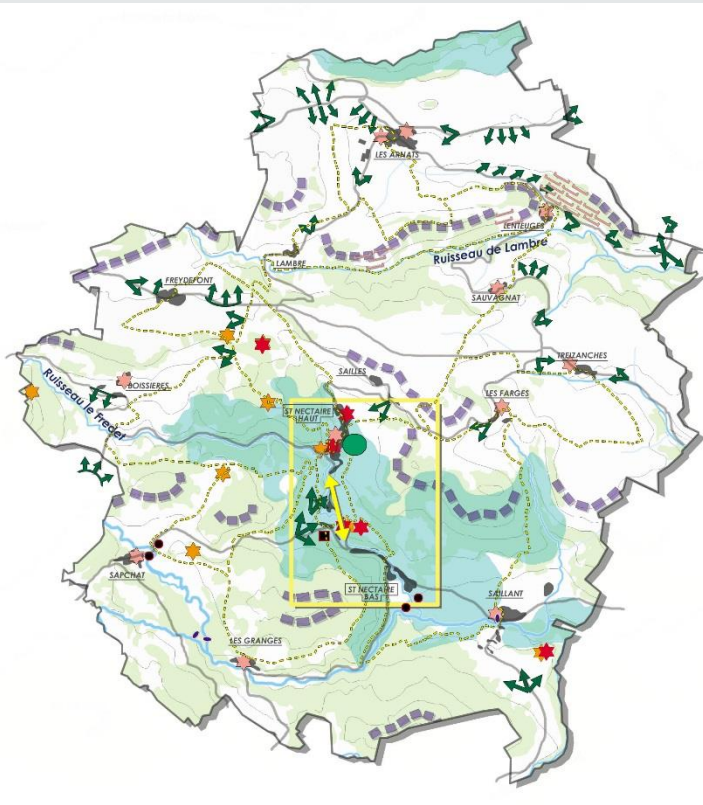 LES ARNATS
LENTEUGES
Ruisseau de Lambre
LAMBRE
FREYDEFONT
SAUVAGNAT
TREIZANCHES
SAILLES
BOISSIERES
Ruisseau le Fredet
LES FARGES
ST NECTAIRE
HAUT
SAPCHAT
ST NECTAIRE
BAS
SAILLANT
LES GRANGES